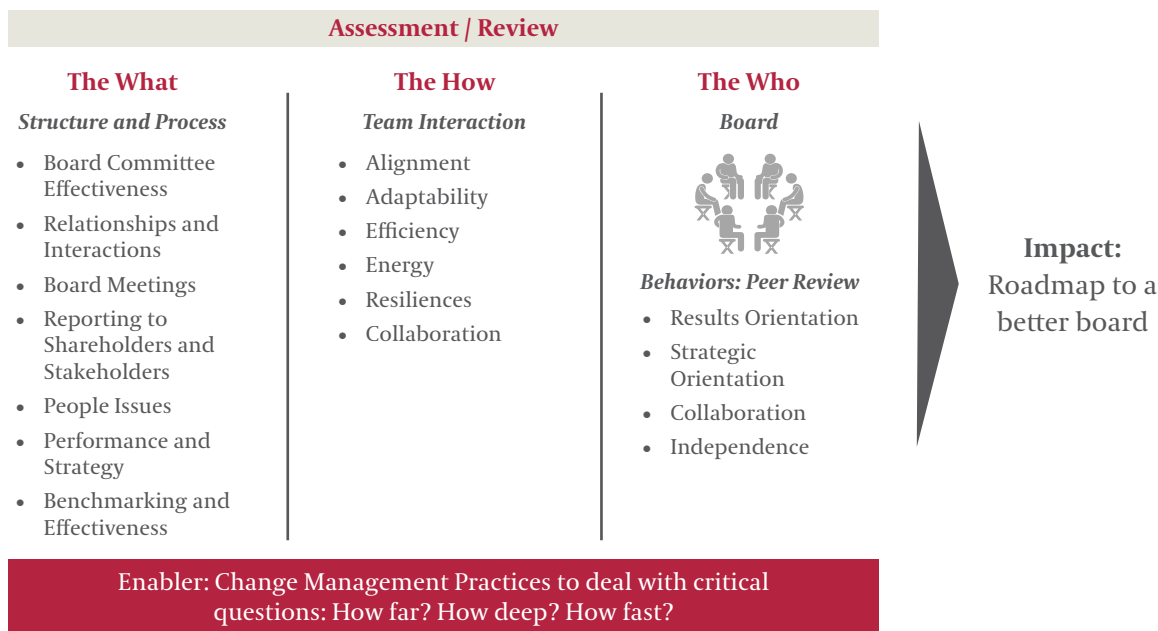 Assessment / Review
The What
Structure and Process
• Board Committee
Effectiveness
• Relationships and
Interactions
• Board Meetings
• Reporting to
Shareholders and
Stakeholders
• People Issues
• Performance and
Strategy
• Benchmarking and
Effectiveness
The How
Team Interaction
• Alignment
• Adaptability
• Efficiency
• Energy
• Resiliences
• Collaboration
The Who
Board
Behaviors: Peer Review
• Results Orientation
• Strategic
Orientation
• Collaboration
• Independence
Impact:
Roadmap to a
better board
Enabler: Change Management Practices to deal with critical
questions: How far? How deep? How fast?